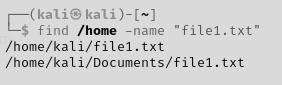 ┌──(kali㉿kali)-[~]
└─$ find /home -name "file1.txt"
/home/kali/file1.txt
/home/kali/Documents/file1.txt